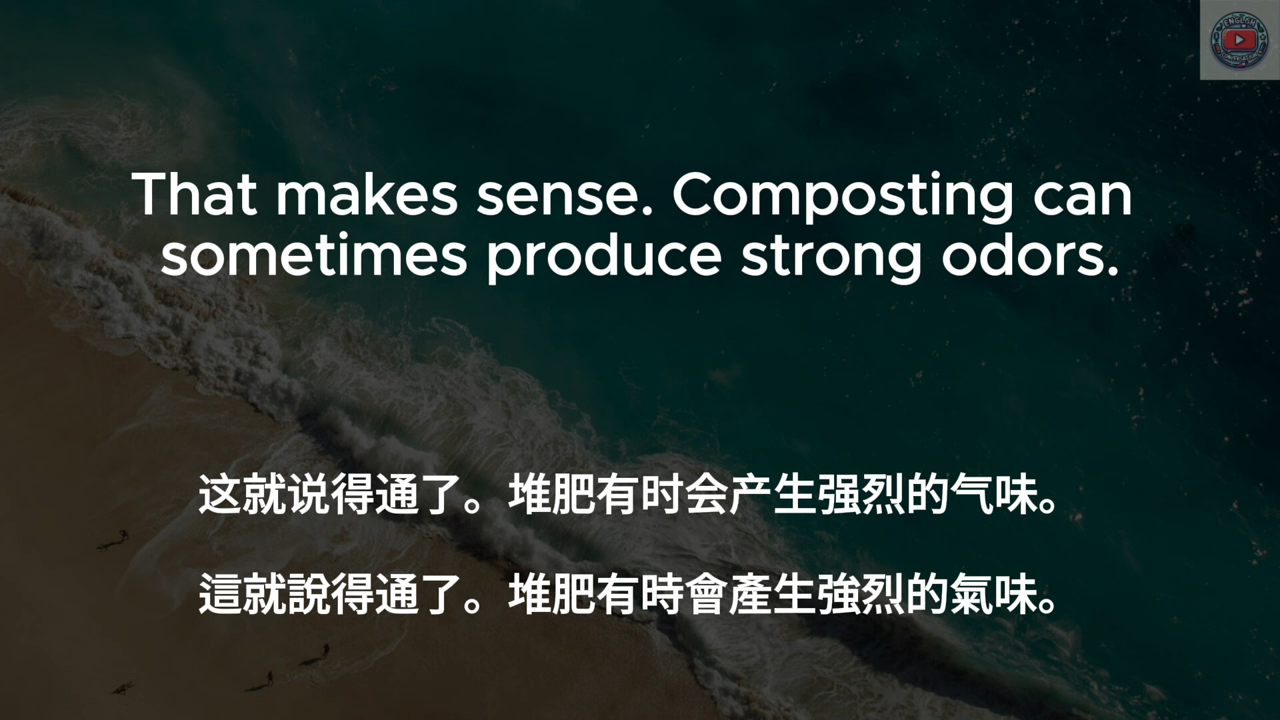 That makes sense. Composting can
sometimes produce strong odors.
这就说得通了。堆肥有时会产生强烈的气味。
這就說得通了。堆肥有時會產生強烈的氣味。